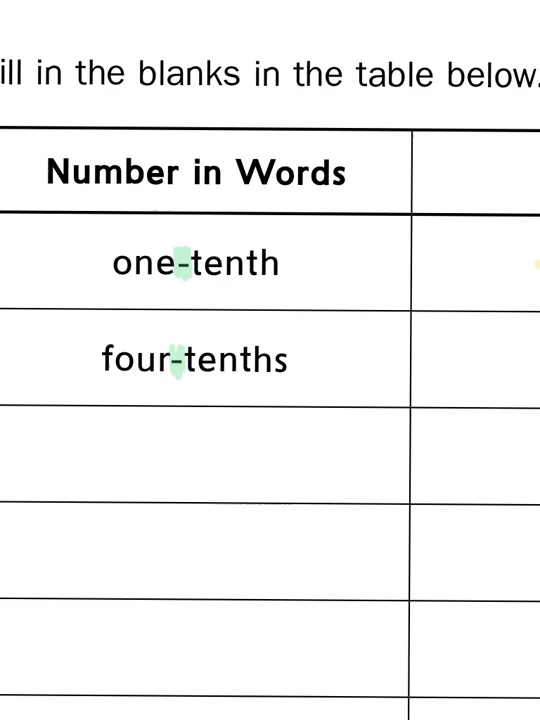 ill in the blanks in the table below.
Number in Words
one-tenth
four-tenths